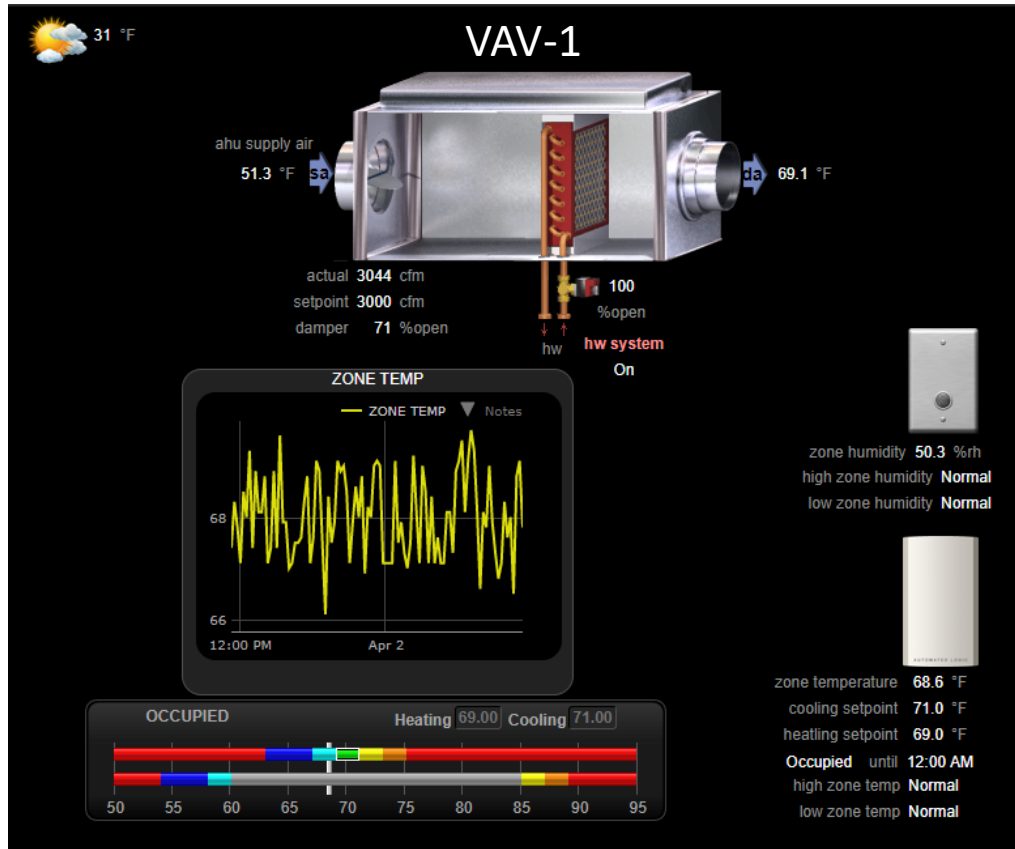 31 °F
VAV-1
ahu supply air
51.3 °F
sa
da
69.1 °F
actual 3044 cfm
setpoint 3000 cfm
damper 71 %open
100
%open
hw
hw system
On
ZONE TEMP
ZONE TEMP Notes
68
66
12:00 PM Apr 2
zone humidity 50.3 %rh
high zone humidity Normal
low zone humidity Normal
AUTOMATED LOGIC
zone temperature 68.6 °F
cooling setpoint 71.0 °F
heatling setpoint 69.0 °F
Occupied until 12:00 AM
high zone temp Normal
low zone temp Normal
OCCUPIED Heating 69.00 Cooling 71.00
50 55 60 65 70 75 80 85 90 95